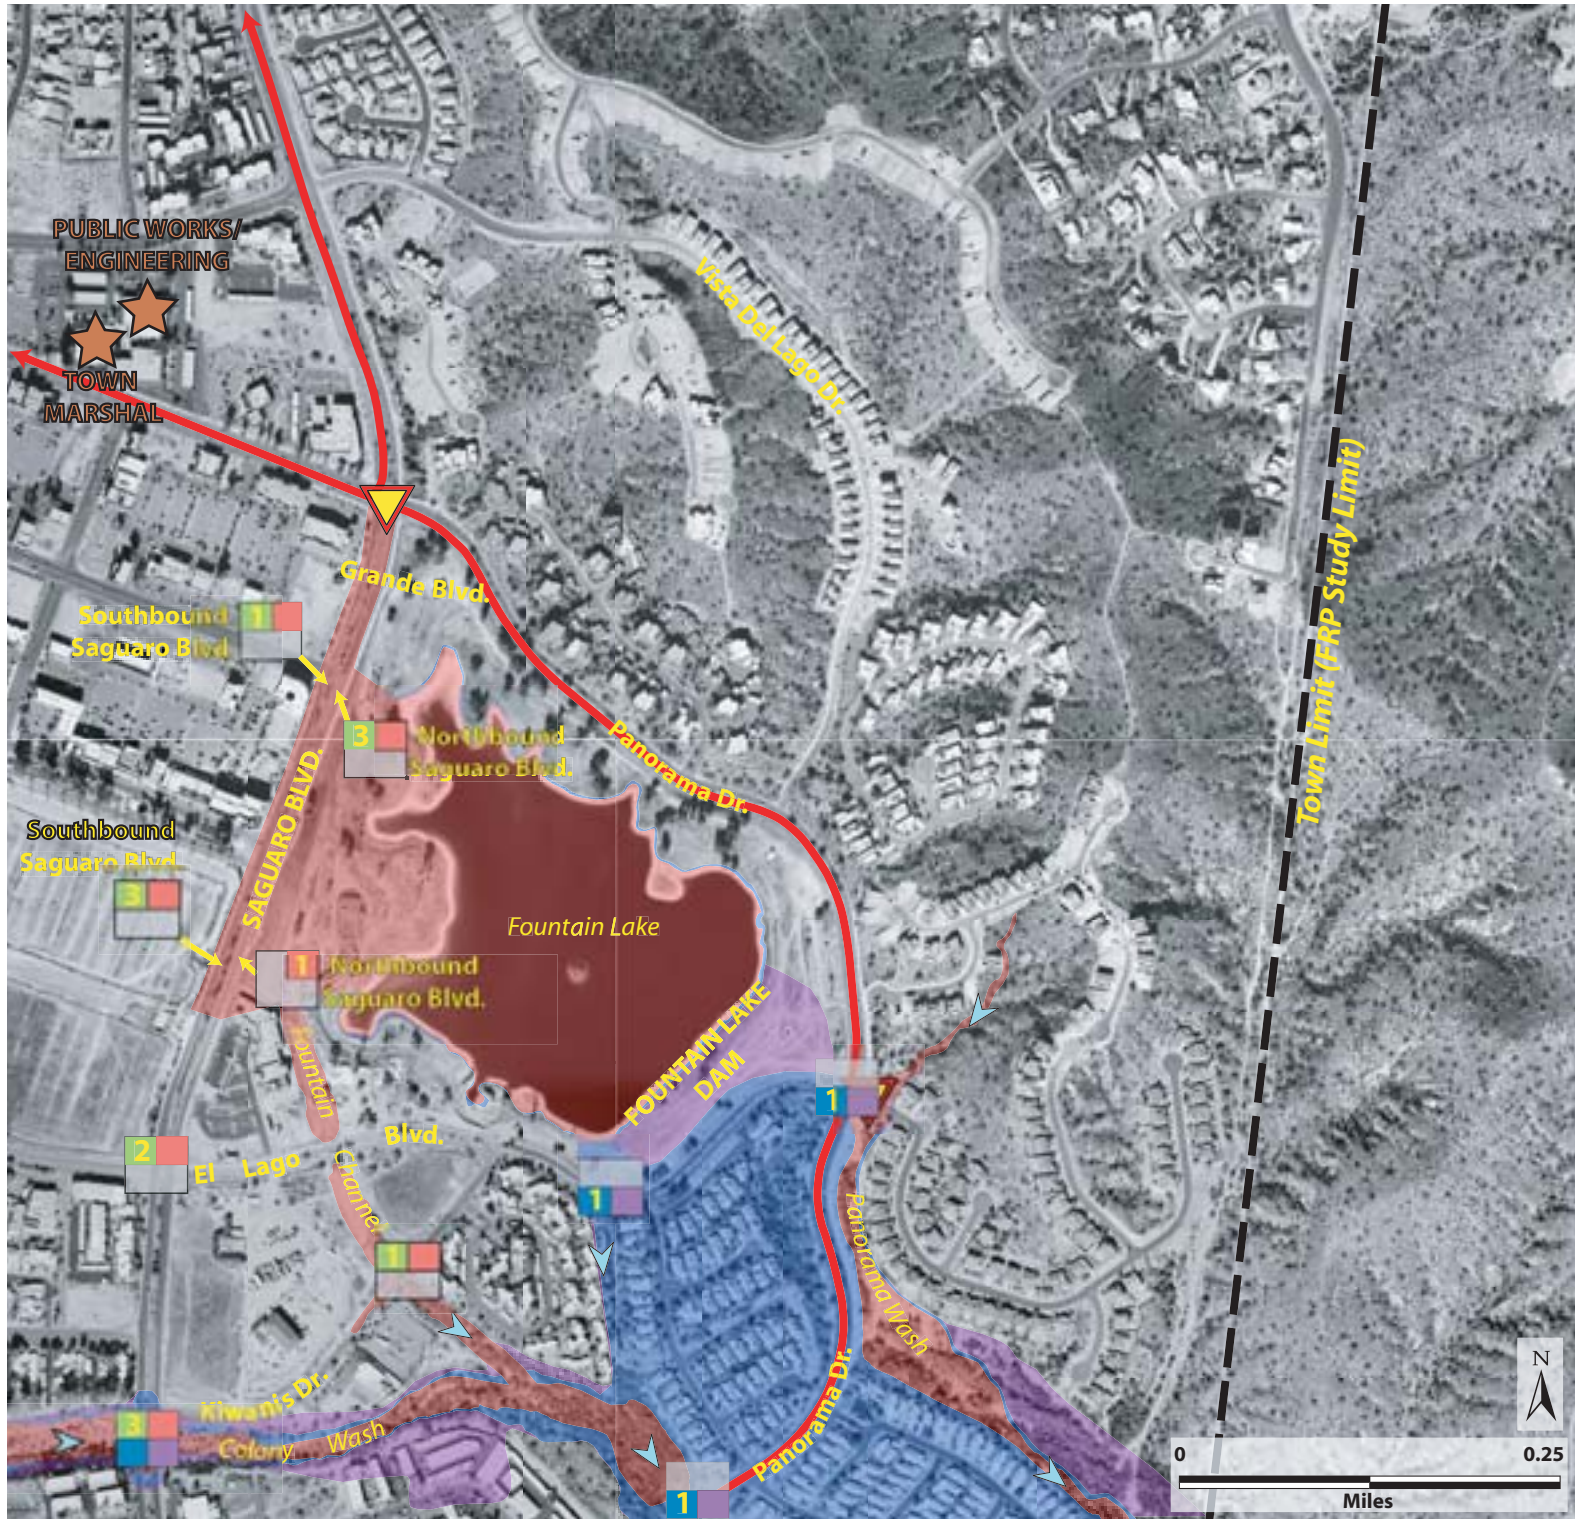 PUBLIC WORKS/
ENGINEERING
TOWN
MARSHAL
Vista Del Lago Dr.
Grande Blvd.
Southbound
Saguaro Blvd
1
3
Northbound
Saguaro Blvd.
Panorama Dr.
Town Limit (FRP Study Limit)
SAGUARO BLVD.
Southbound
Saguaro Blvd.
3
1
Northbound
Saguaro Blvd.
Fountain Lake
FOUNTAIN LAKE
DAM
1
Fountain
Channel
2
El Lago Blvd.
1
1
Panorama Wash
Panorama Dr.
Kiwanis Dr.
3
Colony Wash
1
N
0 0.25
Miles